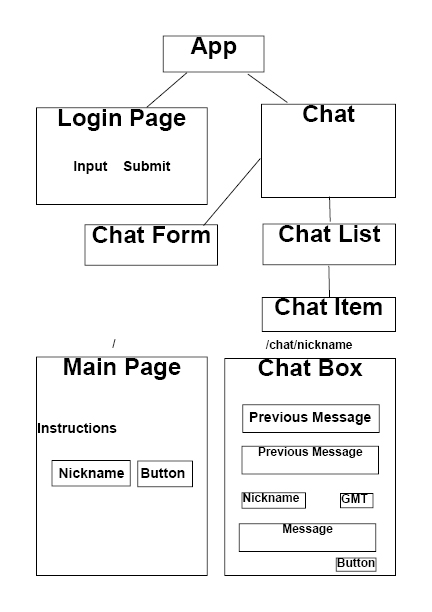 App
Login Page
Chat
Input Submit
Chat Form
Chat List
Chat Item
/
/chat/nickname
Main Page
Chat Box
Instructions
Nickname Button
Previous Message
Previous Message
Nickname GMT
Message
Button